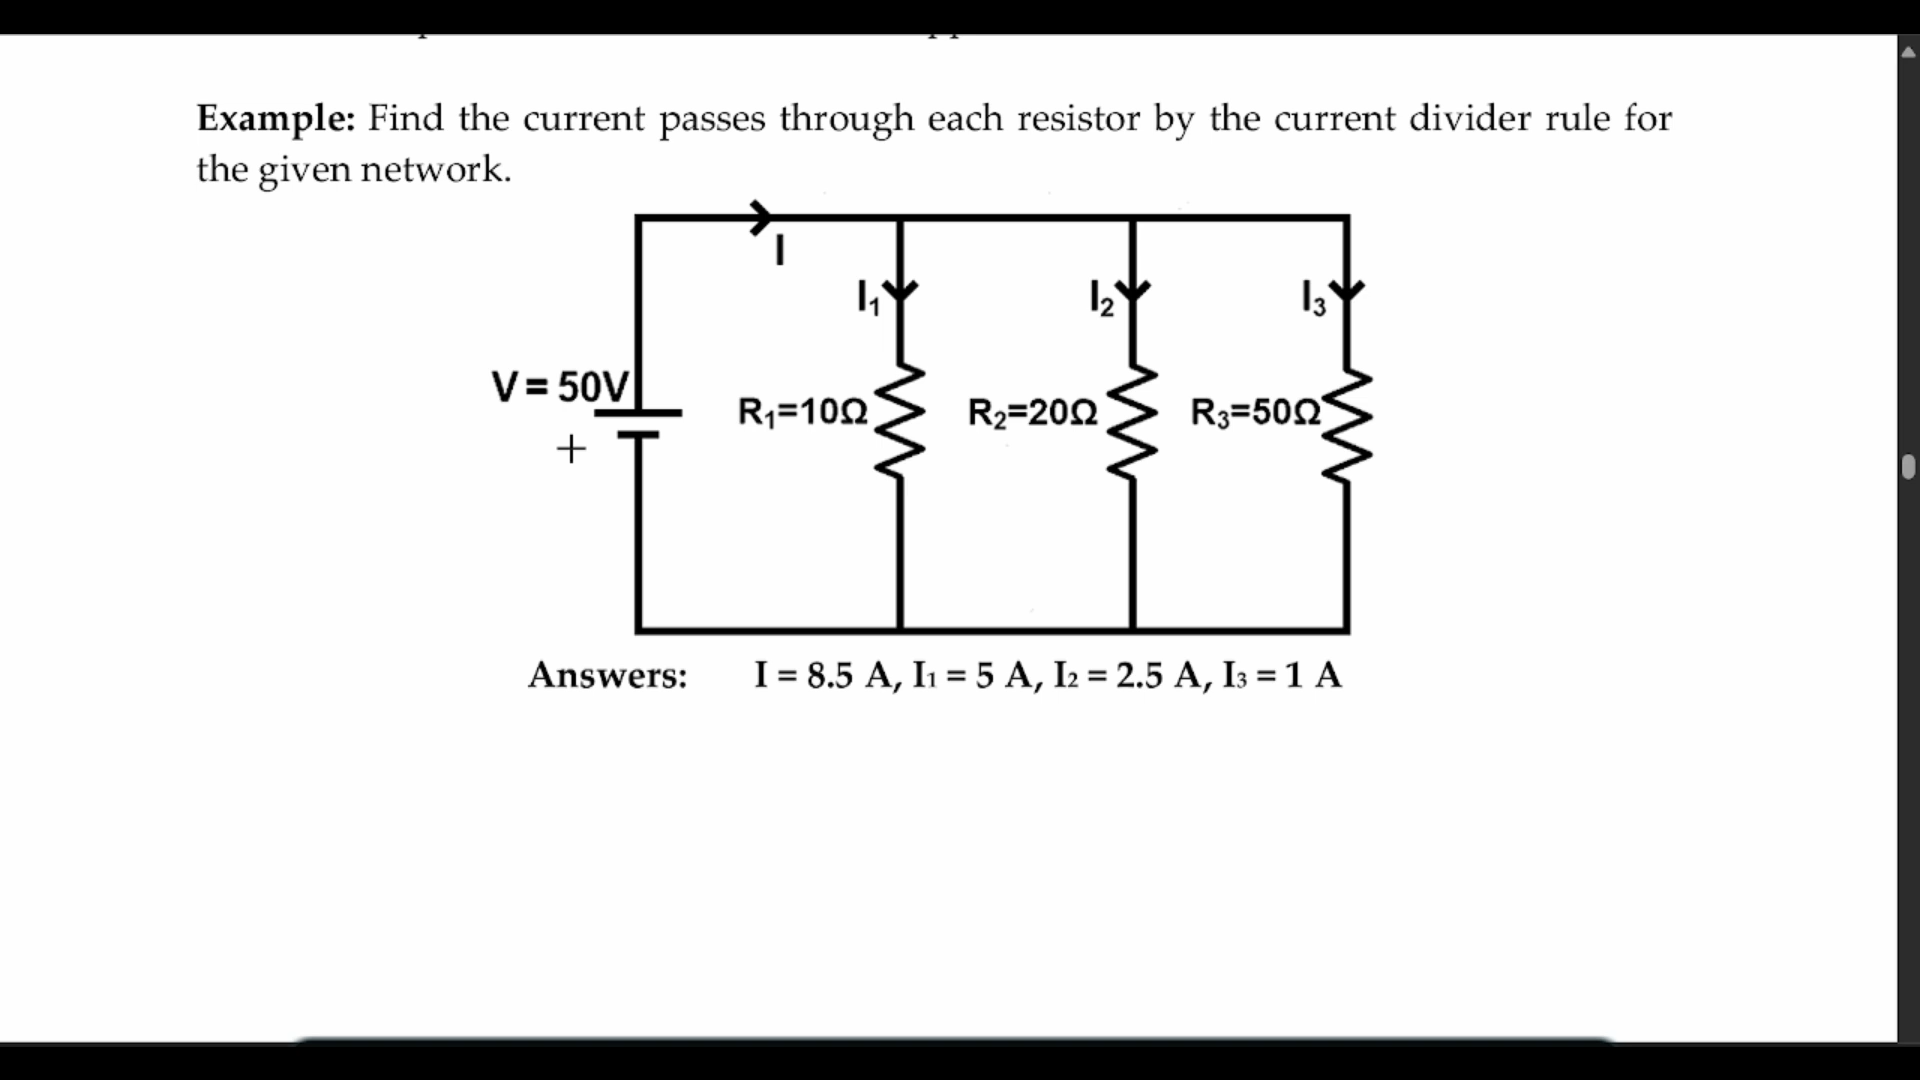 Example: Find the current passes through each resistor by the current divider rule for
the given network.
I
I₁
I₂
I₃
V = 50V
R₁=10Ω
R₂=20Ω
R₃=50Ω
+
Answers: I = 8.5 A, I₁ = 5 A, I₂ = 2.5 A, I₃ = 1 A